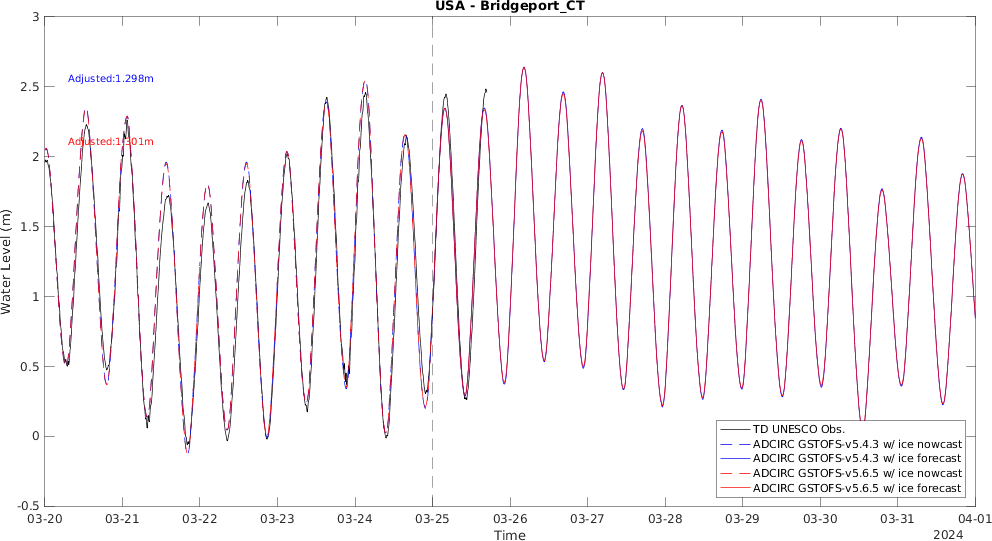 USA - Bridgeport_CT
3
2.5
2
1.5
1
0.5
0
-0.5
Water Level (m)
Adjusted:1.298m
Adjusted:1.301m
TD UNESCO Obs.
ADCIRC GSTOFS-v5.4.3 w/ ice nowcast
ADCIRC GSTOFS-v5.4.3 w/ ice forecast
ADCIRC GSTOFS-v5.6.5 w/ ice nowcast
ADCIRC GSTOFS-v5.6.5 w/ ice forecast
03-20 03-21 03-22 03-23 03-24 03-25 03-26 03-27 03-28 03-29 03-30 03-31 04-01
Time
2024